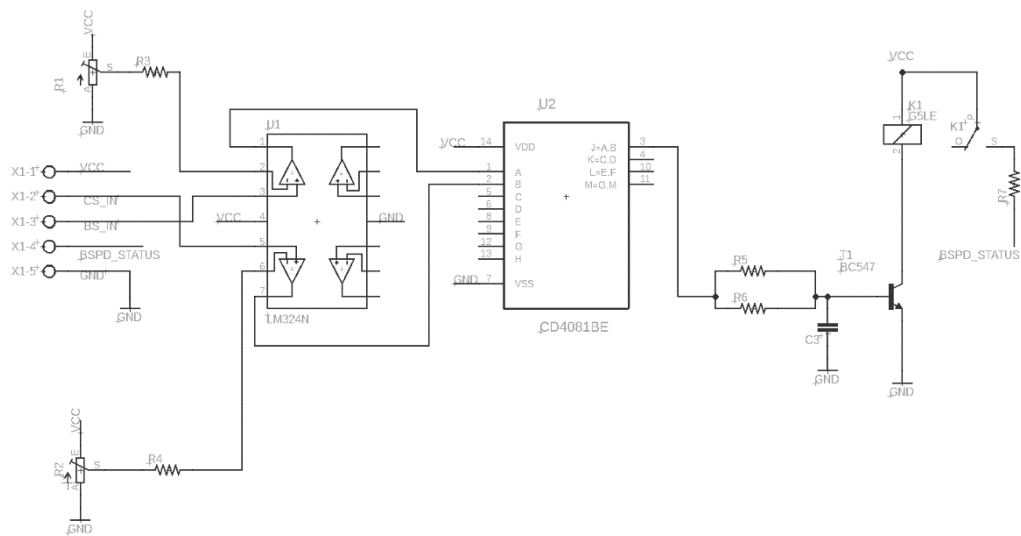 VCC
E
S
R3
R1
A
GND
X1-1
VCC
X1-2
CS_IN
X1-3
BS_IN
X1-4
BSPD_STATUS
X1-5
GND
GND
U1
1
2
3
VCC
4
GND
5
6
7
LM324N
VCC
E
S
R4
R2
A
GND
U2
VCC
14
VDD
J=A.B
3
K=C.D
4
1
A
L=E.F
10
2
B
M=G.M
11
5
C
6
D
8
E
9
F
12
G
13
H
GND
7
VSS
CD4081BE
R5
R6
C3
GND
T1
BC547
GND
VCC
K1
G5LE
1
2
K1
P
O
S
R7
BSPD_STATUS